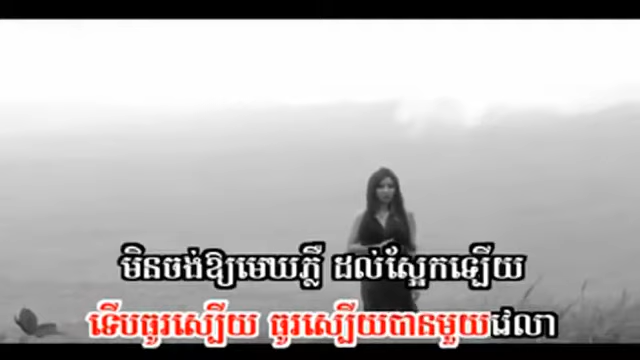 មិនចង់ឱ្យមេឃភ្លឺ ដល់ស្អែកឡើយ
ទើបធូរស្បើយ ធូរស្បើយបានមួយវេលា